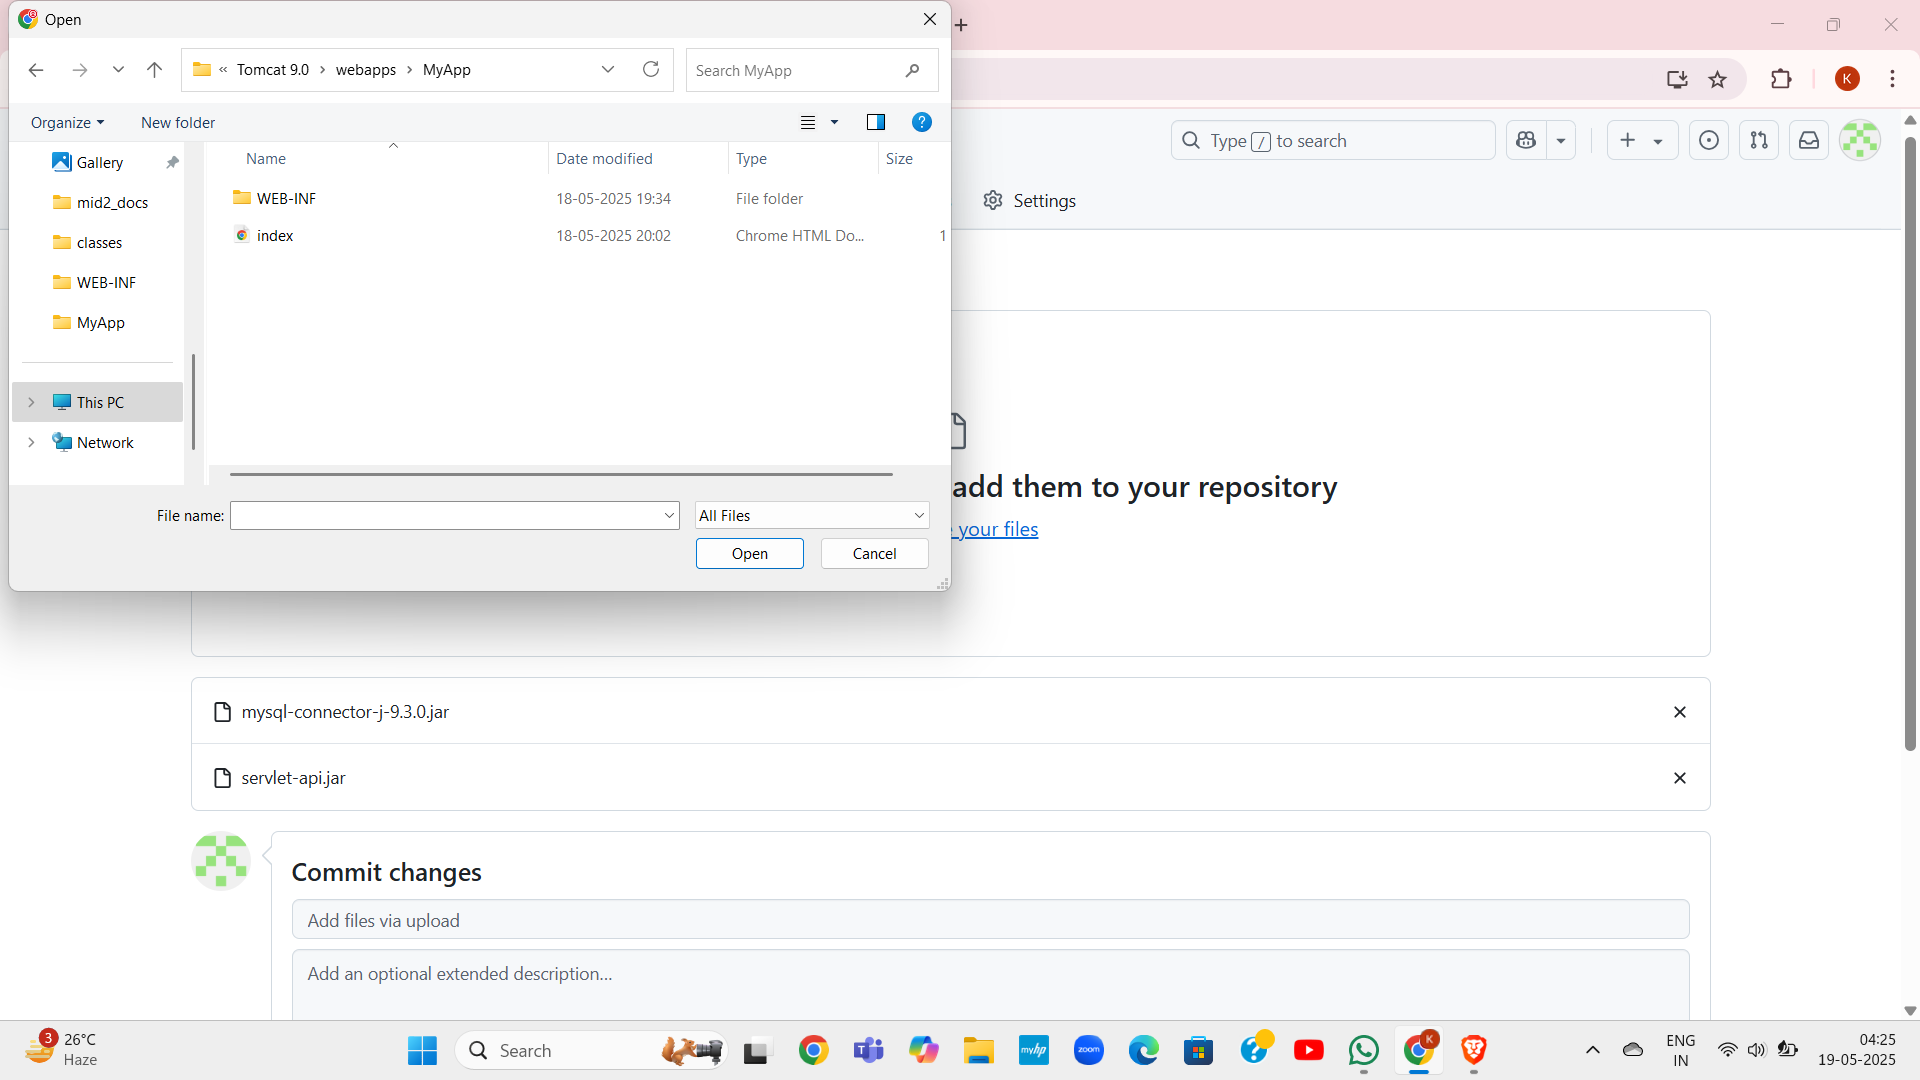 Open
« Tomcat 9.0 > webapps > MyApp
Search MyApp
Organize
New folder
Name
Date modified
Type
Size
Gallery
mid2_docs
classes
WEB-INF
MyApp
This PC
Network
WEB-INF
18-05-2025 19:34
File folder
index
18-05-2025 20:02
Chrome HTML Do...
1
File name:
All Files
Open
Cancel
K
Type / to search
Settings
add them to your repository
your files
mysql-connector-j-9.3.0.jar
servlet-api.jar
Commit changes
Add files via upload
Add an optional extended description...
3
26°C
Haze
Search
myhp
zoom
K
ENG
IN
04:25
19-05-2025